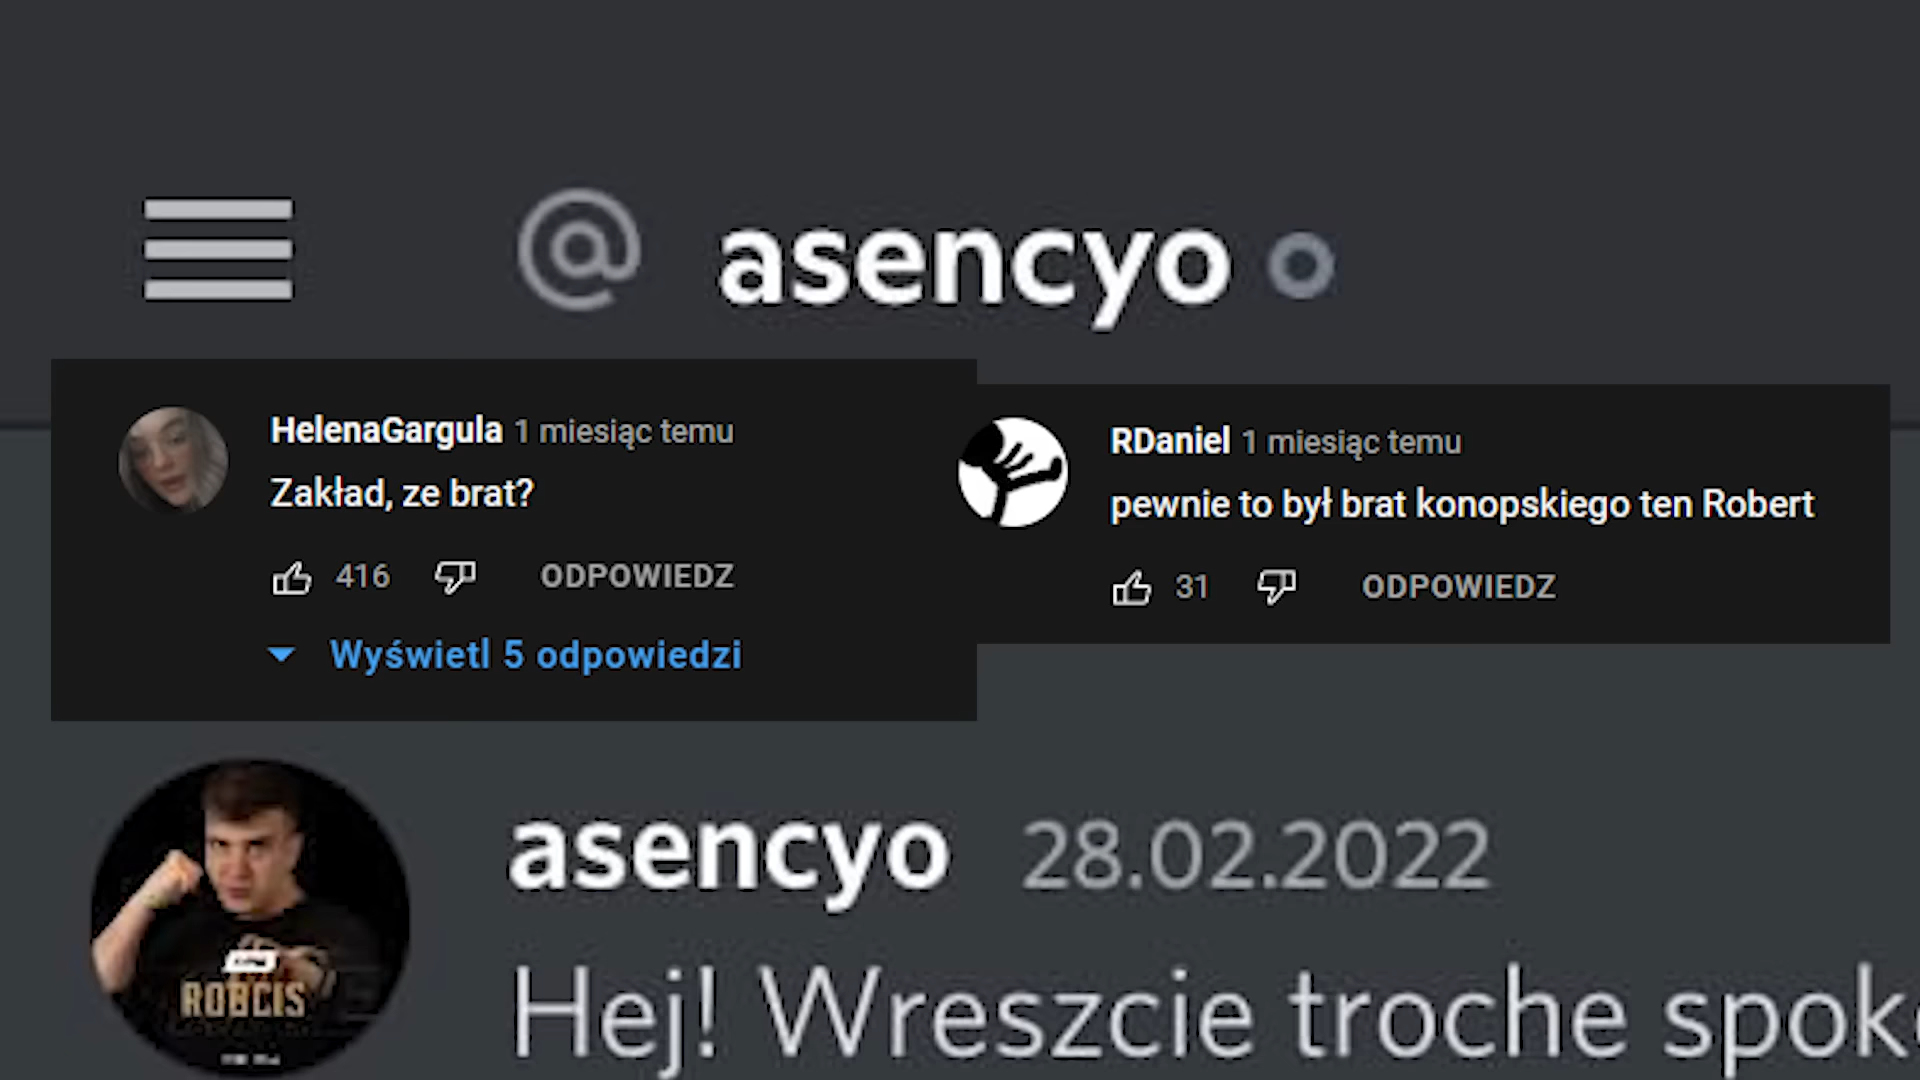 @ asencyo
HelenaGargula 1 miesiąc temu
Zakład, ze brat?
416 ODPOWIEDZ
Wyświetl 5 odpowiedzi
RDaniel 1 miesiąc temu
pewnie to był brat konopskiego ten Robert
31 ODPOWIEDZ
asencyo 28.02.2022
Hej! Wreszcie troche spok
ROBCIS